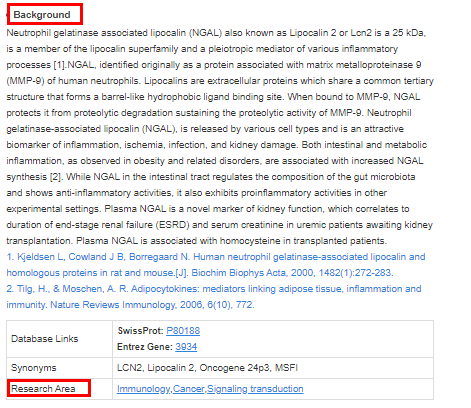 Background
Neutrophil gelatinase associated lipocalin (NGAL) also known as Lipocalin 2 or Lcn2 is a 25 kDa,
is a member of the lipocalin superfamily and a pleiotropic mediator of various inflammatory
processes [1].NGAL, identified originally as a protein associated with matrix metalloproteinase 9
(MMP-9) of human neutrophils. Lipocalins are extracellular proteins which share a common tertiary
structure that forms a barrel-like hydrophobic ligand binding site. When bound to MMP-9, NGAL
protects it from proteolytic degradation sustaining the proteolytic activity of MMP-9. Neutrophil
gelatinase-associated lipocalin (NGAL), is released by various cell types and is an attractive
biomarker of inflammation, ischemia, infection, and kidney damage. Both intestinal and metabolic
inflammation, as observed in obesity and related disorders, are associated with increased NGAL
synthesis [2]. While NGAL in the intestinal tract regulates the composition of the gut microbiota
and shows anti-inflammatory activities, it also exhibits proinflammatory activities in other
experimental settings. Plasma NGAL is a novel marker of kidney function, which correlates to
duration of end-stage renal failure (ESRD) and serum creatinine in uremic patients awaiting kidney
transplantation. Plasma NGAL is associated with homocysteine in transplanted patients.
1. Kjeldsen L, Cowland J B, Borregaard N. Human neutrophil gelatinase-associated lipocalin and
homologous proteins in rat and mouse.[J]. Biochim Biophys Acta, 2000, 1482(1):272-283.
2. Tilg, H., & Moschen, A. R. Adipocytokines: mediators linking adipose tissue, inflammation and
immunity. Nature Reviews Immunology, 2006, 6(10), 772.
Database Links SwissProt: P80188
Entrez Gene: 3934
Synonyms LCN2, Lipocalin 2, Oncogene 24p3, MSFI
Research Area Immunology,Cancer,Signaling transduction